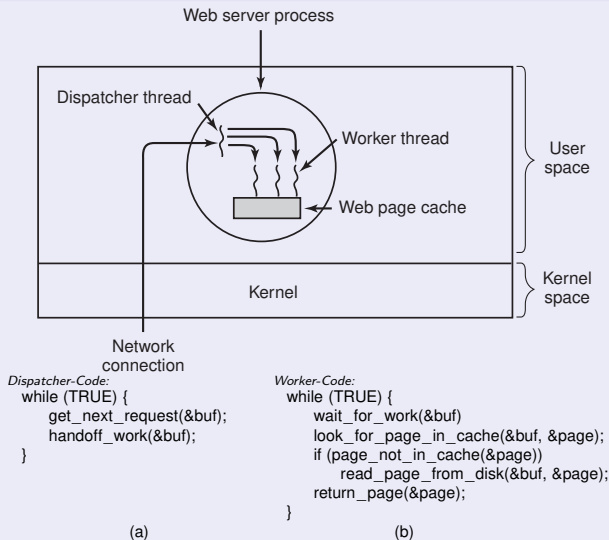 Web server process
Dispatcher thread
Worker thread
Web page cache
User
space
Kernel
Kernel
space
Network
connection
Dispatcher-Code:
while (TRUE) {
get_next_request(&buf);
handoff_work(&buf);
}
(a)
Worker-Code:
while (TRUE) {
wait_for_work(&buf)
look_for_page_in_cache(&buf, &page);
if (page_not_in_cache(&page))
read_page_from_disk(&buf, &page);
return_page(&page);
}
(b)